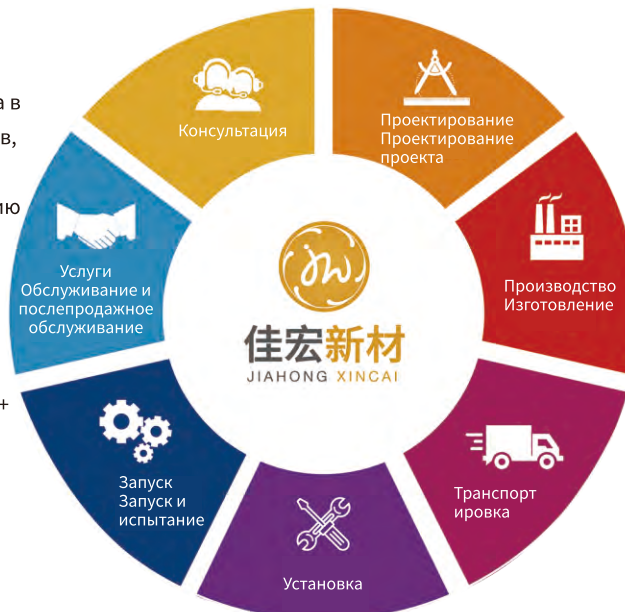 а в
в,
ию
+
Консультация
Проектирование
Проектирование
проекта
Производство
Изготовление
Транспорт
ировка
Установка
Запуск
Запуск и
испытание
Услуги
Обслуживание и
послепродажное
обслуживание
佳宏新材
JIAHONG XINCAI